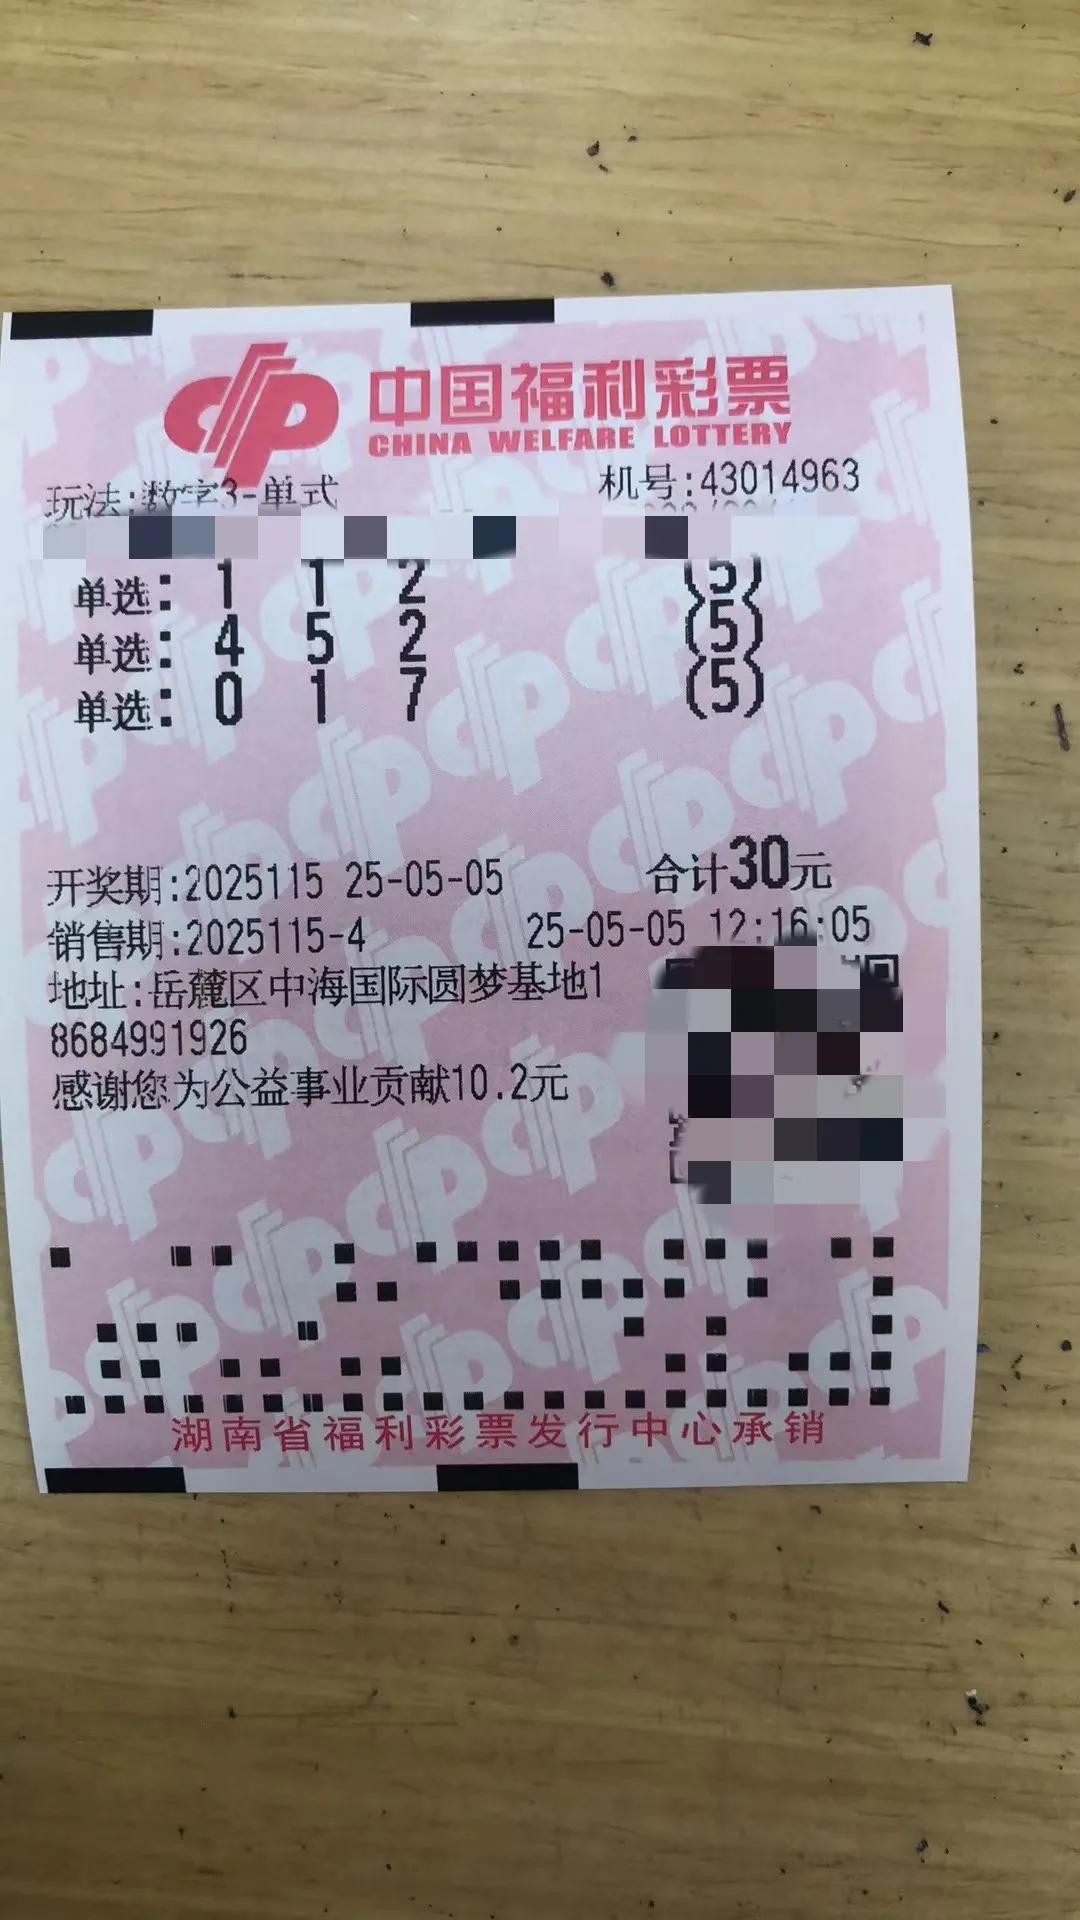 中国福利彩票
CHINA WELFARE LOTTERY
玩法:数字3-单式 机号:43014963
单选: 1 1 2 (5)
单选: 4 5 2 (5)
单选: 0 1 7 (5)
开奖期:2025115 25-05-05 合计30元
销售期:2025115-4 25-05-05 12:16:05
地址:岳麓区中海国际圆梦基地1
8684991926
感谢您为公益事业贡献10.2元
湖南省福利彩票发行中心承销